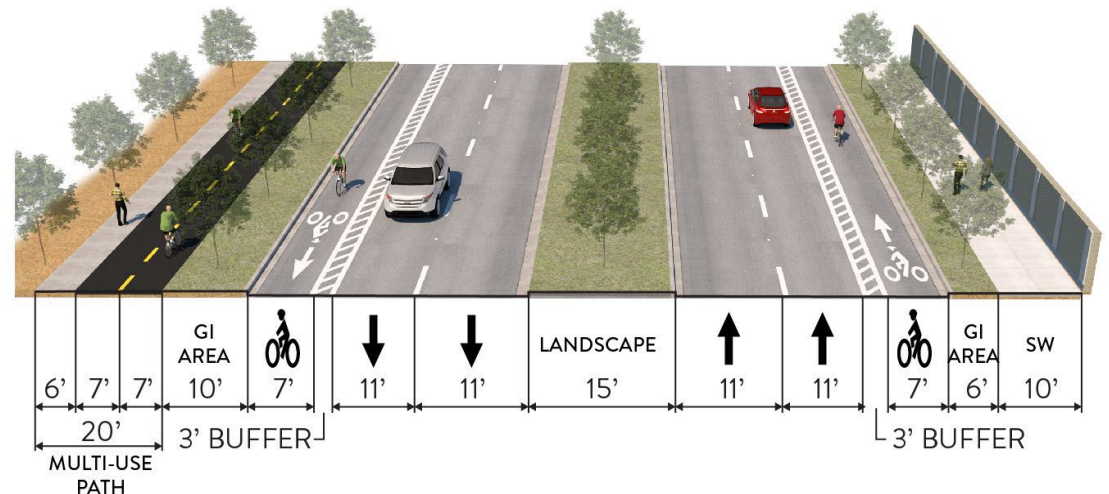 GI
AREA
LANDSCAPE
GI
AREA
SW
6’ 7’ 7’ 10’ 7’ 11’ 11’ 15’ 11’ 11’ 7’ 6’ 10’
20’ 3’ BUFFER 3’ BUFFER
MULTI-USE
PATH